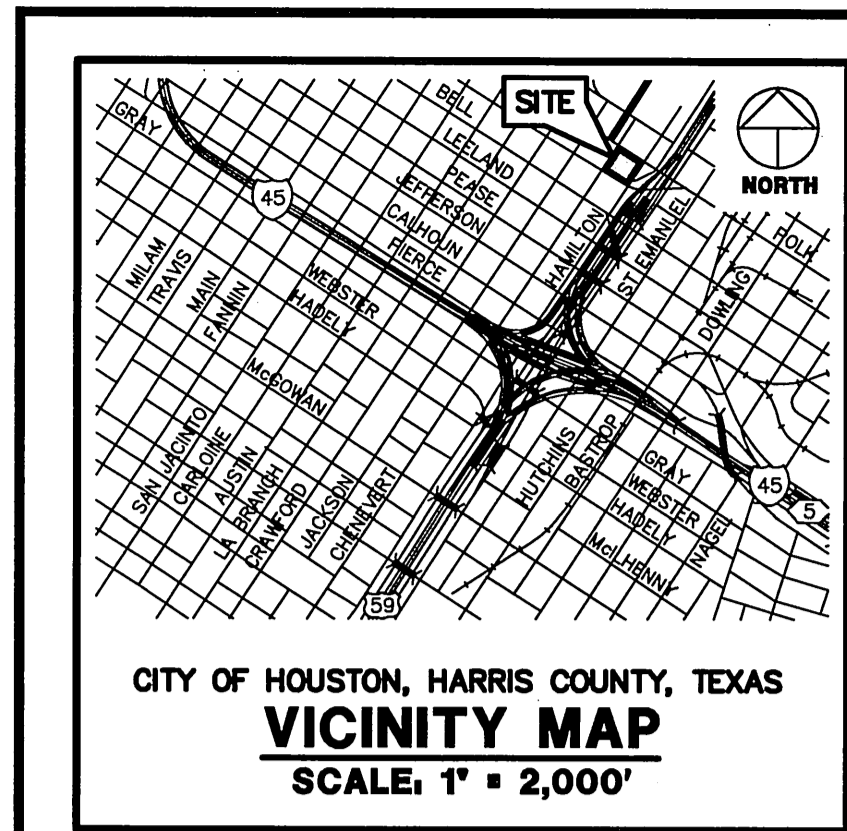 SITE
NORTH
GRAY
BELL
LEELAND
PEASE
JEFFERSON
CALHOUN
PIERCE
45
HAMILTON
ST EMANUEL
POLK
DOWLING
MILAM
TRAVIS
MAIN
FANNIN
WEBSTER
HADELY
McGOWAN
SAN JACINTO
CARLOINE
AUSTIN
LA BRANCH
CRAWFORD
JACKSON
CHENEVERT
HUTCHINS
BASTROP
GRAY
WEBSTER
HADELY
McILHENNY
NAGEL
45
5
59
CITY OF HOUSTON, HARRIS COUNTY, TEXAS
VICINITY MAP
SCALE: 1" = 2,000'